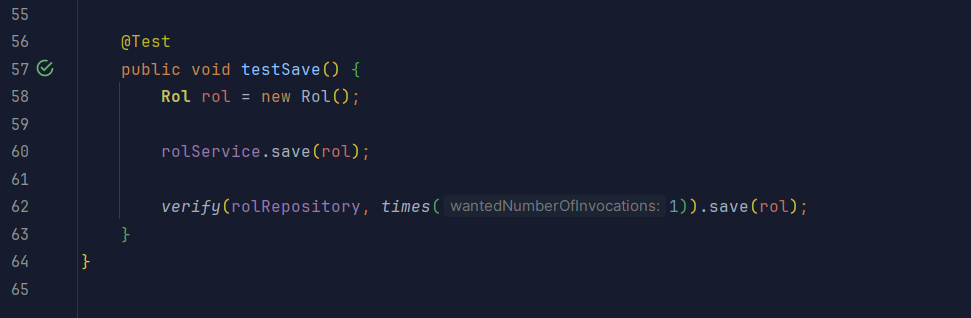 55
56 @Test
57 public void testSave() {
58 Rol rol = new Rol();
59
60 rolService.save(rol);
61
62 verify(rolRepository, times( wantedNumberOfInvocations: 1)).save(rol);
63 }
64 }
65